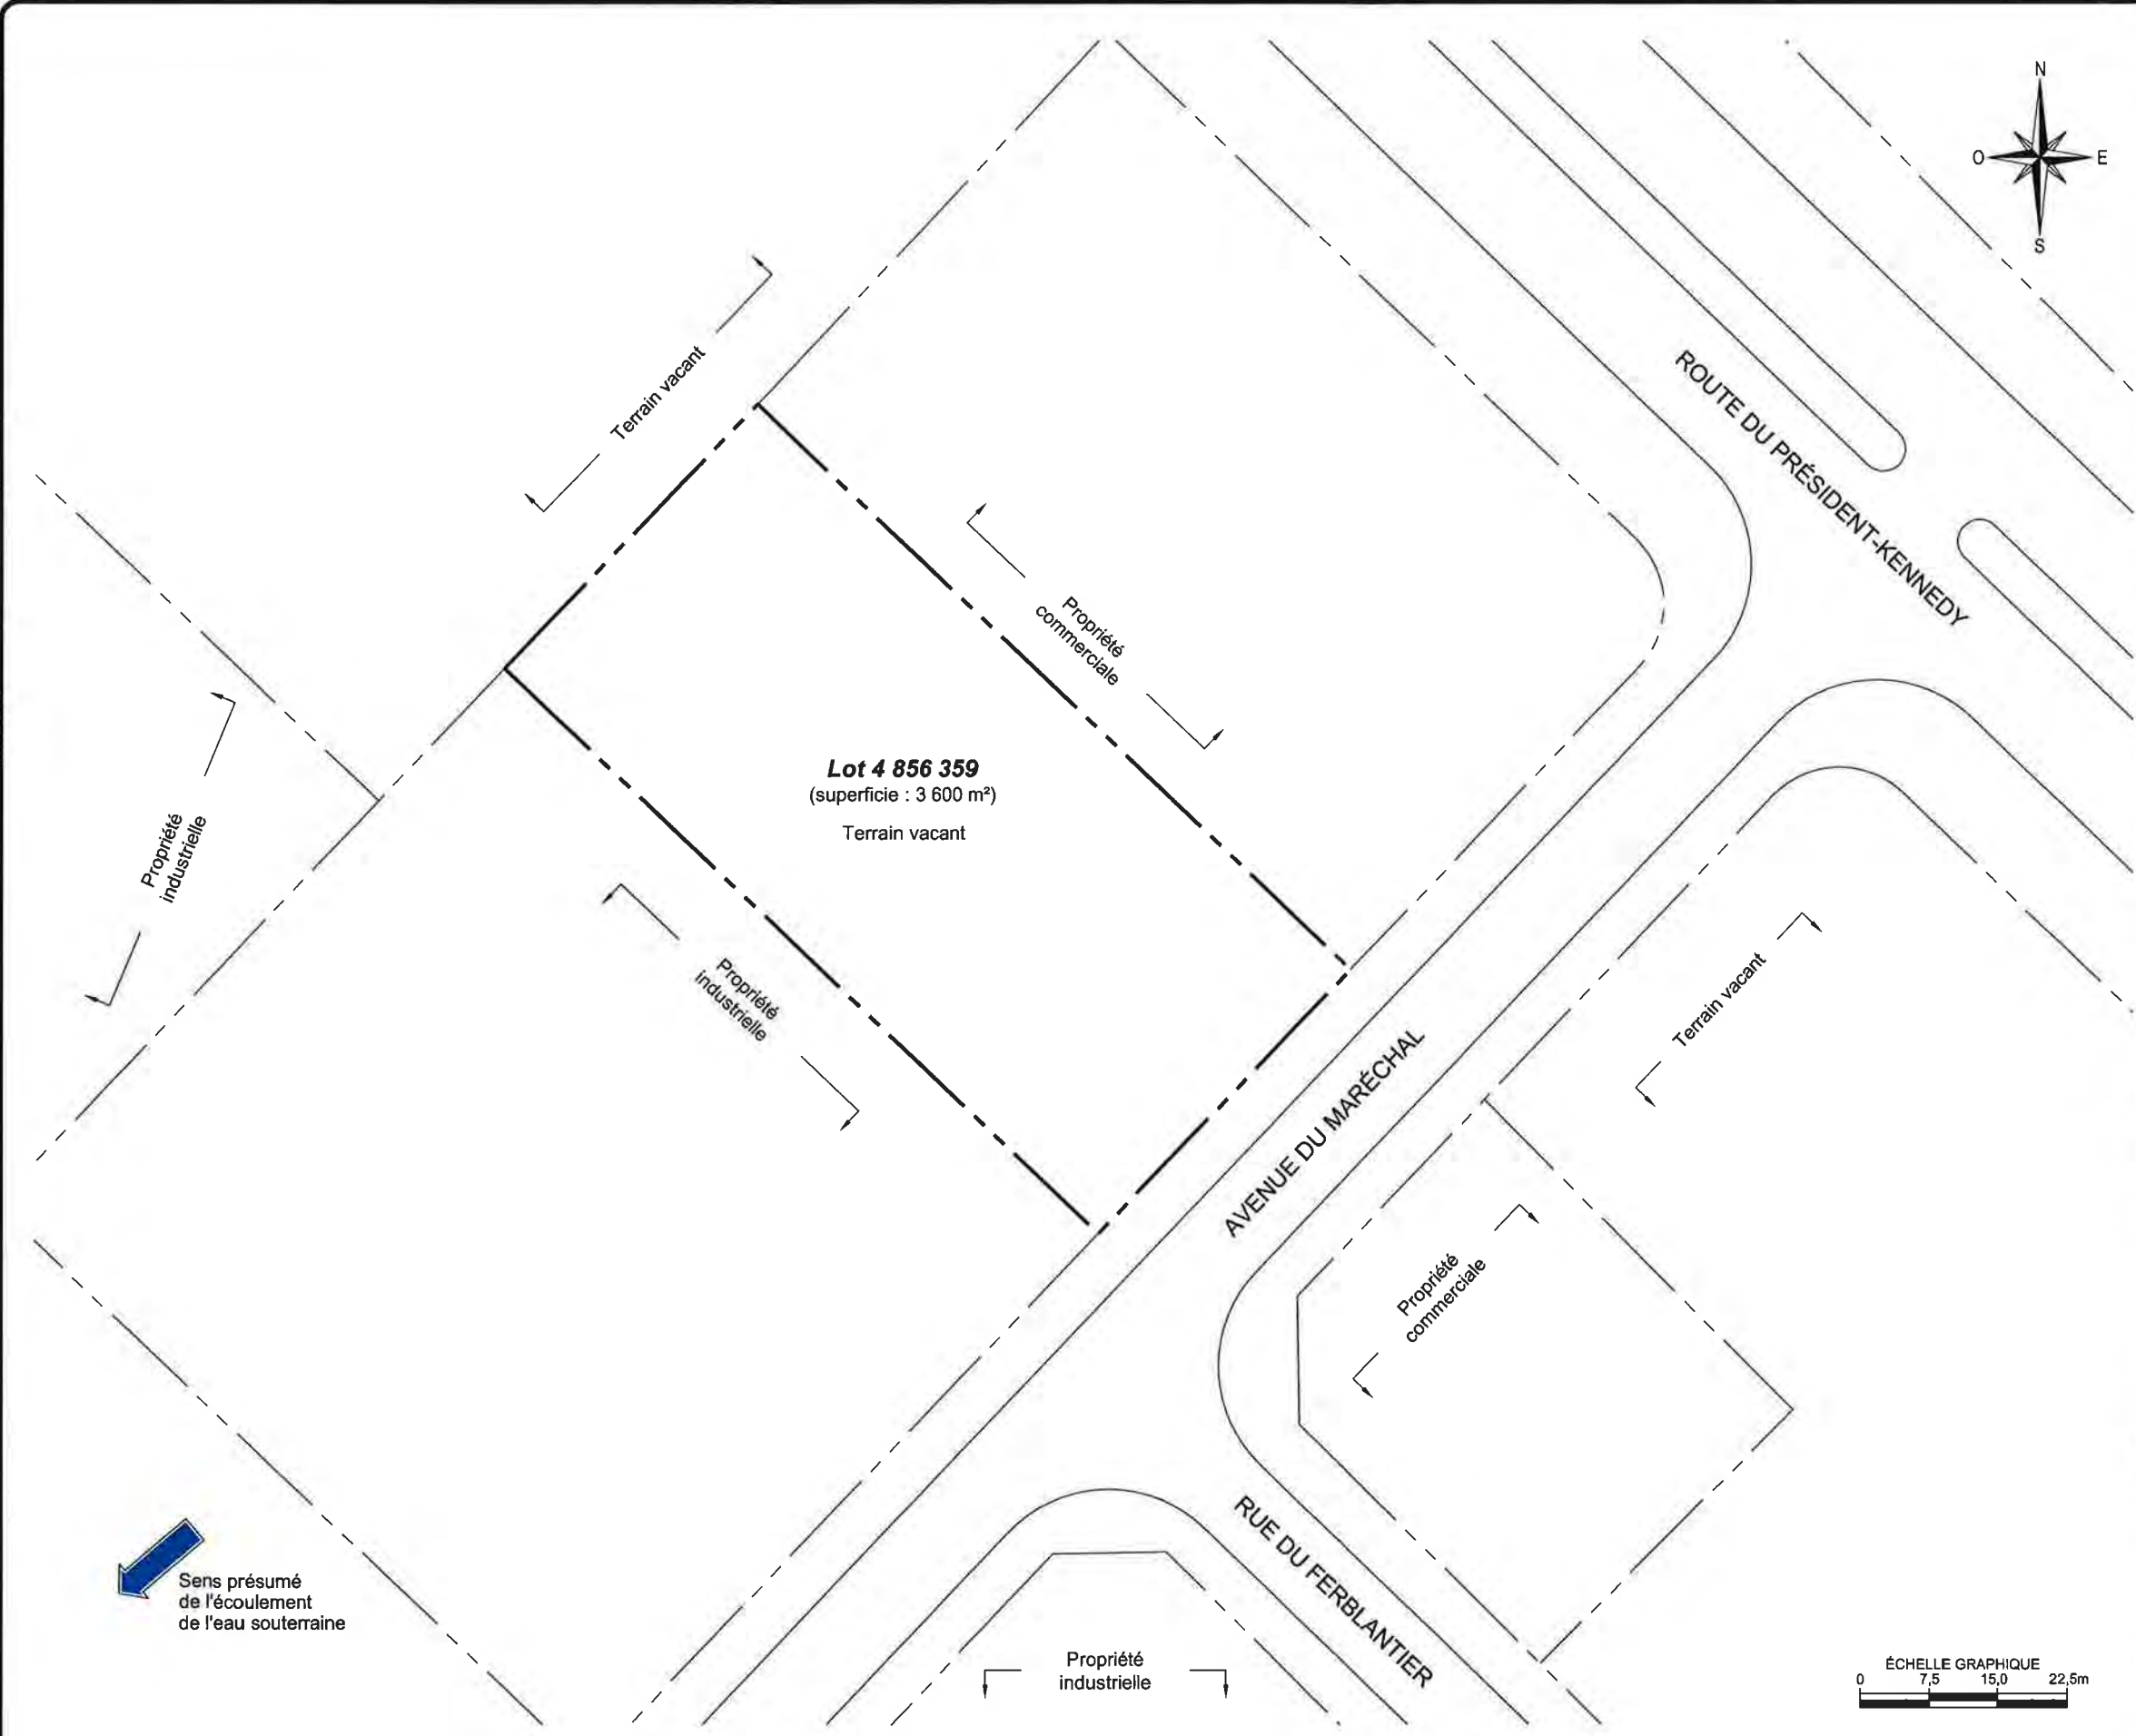 N
O E
S
ROUTE DU PRÉSIDENT-KENNEDY
Terrain vacant
Propriété
commerciale
Lot 4 856 359
(superficie : 3 600 m²)
Terrain vacant
Propriété
industrielle
Propriété
industrielle
Terrain vacant
AVENUE DU MARÉCHAL
Propriété
commerciale
RUE DU FERBLANTIER
Sens présumé
de l'écoulement
de l'eau souterraine
Propriété
industrielle
ÉCHELLE GRAPHIQUE
0 7,5 15,0 22,5m